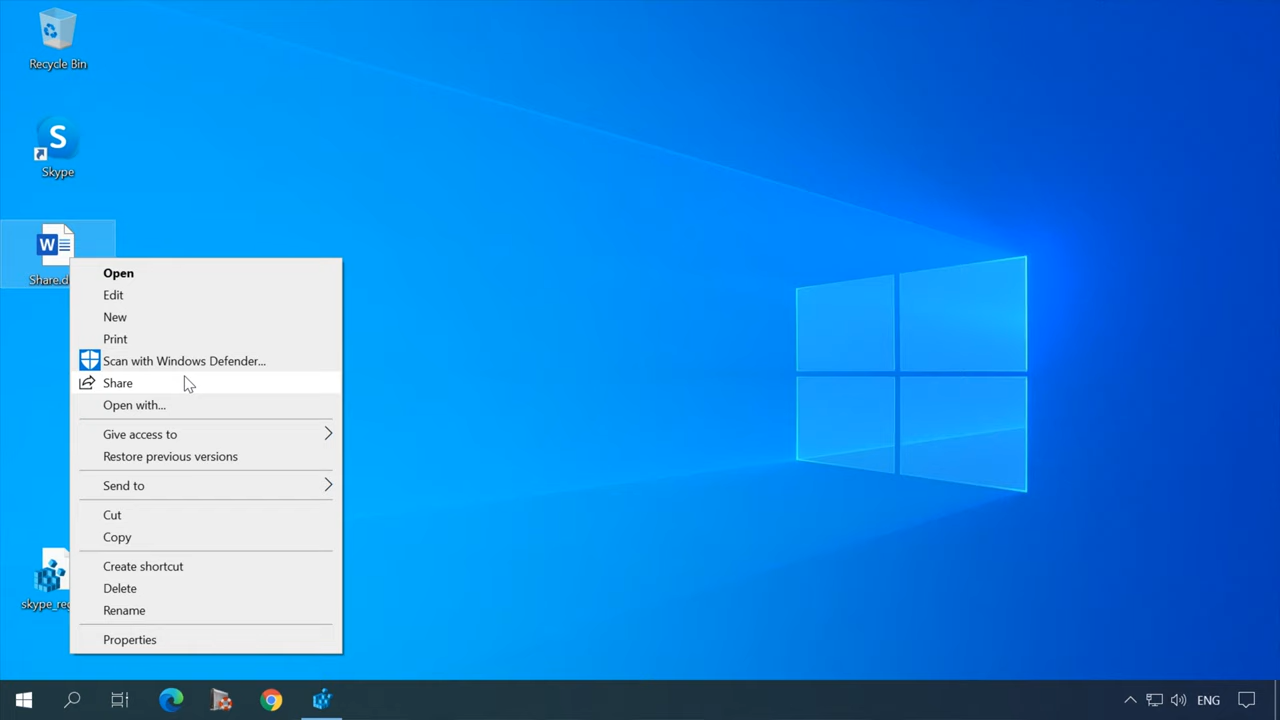 Recycle Bin
S
Skype
W
Share.d
Open
Edit
New
Print
Scan with Windows Defender...
Share
Open with...
Give access to
Restore previous versions
Send to
Cut
Copy
Create shortcut
Delete
Rename
Properties
skype_re
ENG